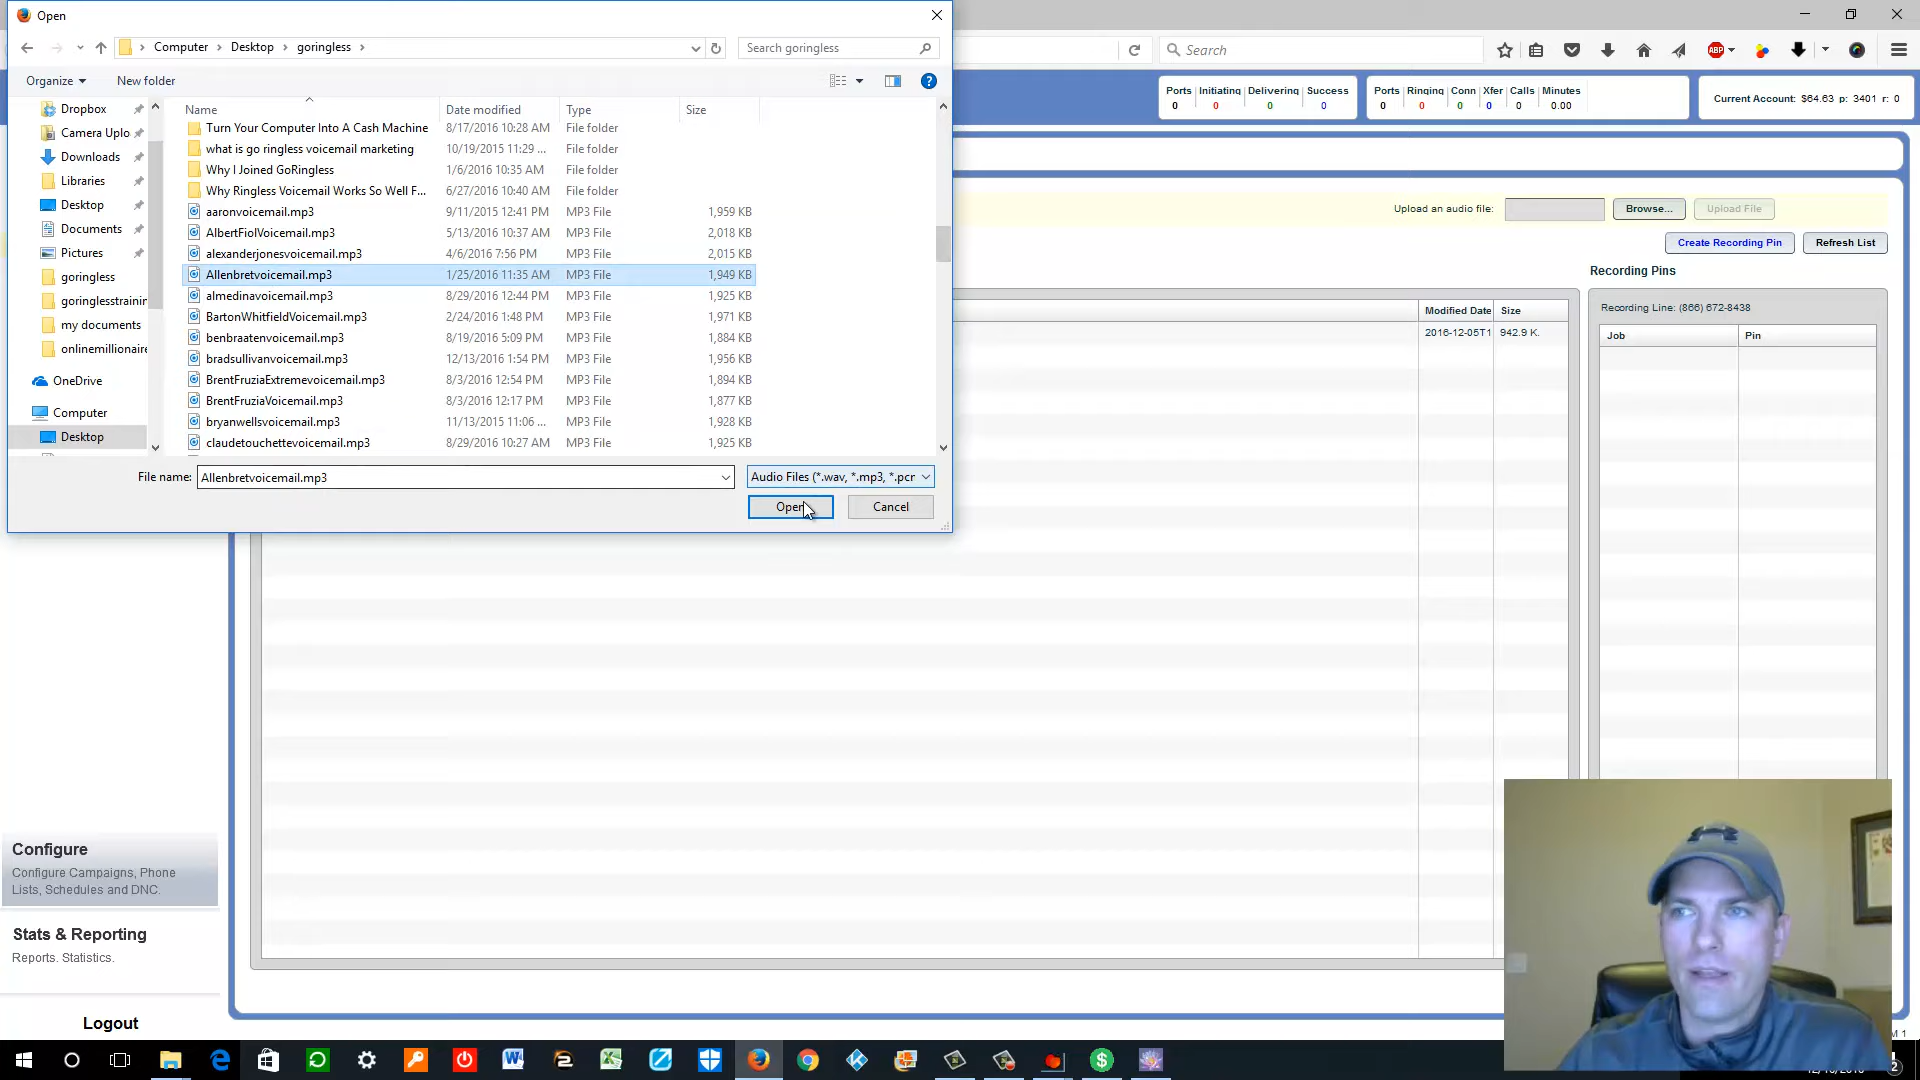 Open
Computer > Desktop > goringless >
Search goringless
Search
Organize
New folder
Ports Initiating Delivering Success
0 0 0 0
Ports Ringing Conn Xfer Calls Minutes
0 0 0 0 0 0.00
Current Account: $64.63 p: 3401 r: 0
Name Date modified Type Size
Dropbox
Camera Uplo
Downloads
Libraries
Desktop
Documents
Pictures
goringless
goringlesstrainin
my documents
onlinemillionaire
OneDrive
Computer
Desktop
Turn Your Computer Into A Cash Machine 8/17/2016 10:28 AM File folder
what is go ringless voicemail marketing 10/19/2015 11:29 ... File folder
Why I Joined GoRingless 1/6/2016 10:35 AM File folder
Why Ringless Voicemail Works So Well F... 6/27/2016 10:40 AM File folder
aaronvoicemail.mp3 9/11/2015 12:41 PM MP3 File 1,959 KB
AlbertFiolVoicemail.mp3 5/13/2016 10:37 AM MP3 File 2,018 KB
alexanderjonesvoicemail.mp3 4/6/2016 7:56 PM MP3 File 2,015 KB
Allenbretvoicemail.mp3 1/25/2016 11:35 AM MP3 File 1,949 KB
almedinavoicemail.mp3 8/29/2016 12:44 PM MP3 File 1,925 KB
BartonWhitfieldVoicemail.mp3 2/24/2016 1:48 PM MP3 File 1,971 KB
benbraatenvoicemail.mp3 8/19/2016 5:09 PM MP3 File 1,884 KB
bradsullivanvoicemail.mp3 12/13/2016 1:54 PM MP3 File 1,956 KB
BrentFruziaExtremevoicemail.mp3 8/3/2016 12:54 PM MP3 File 1,894 KB
BrentFruziaVoicemail.mp3 8/3/2016 12:17 PM MP3 File 1,877 KB
bryanwellsvoicemail.mp3 11/13/2015 11:06 ... MP3 File 1,928 KB
claudetouchettevoicemail.mp3 8/29/2016 10:27 AM MP3 File 1,925 KB
File name: Allenbretvoicemail.mp3
Audio Files (*.wav, *.mp3, *.pcr
Open
Cancel
Upload an audio file:
Browse...
Upload File
Create Recording Pin
Refresh List
Recording Pins
Modified Date Size
2016-12-05T1 942.9 K.
Recording Line: (866) 672-8438
Job Pin
Configure
Configure Campaigns, Phone
Lists, Schedules and DNC.
Stats & Reporting
Reports. Statistics.
Logout